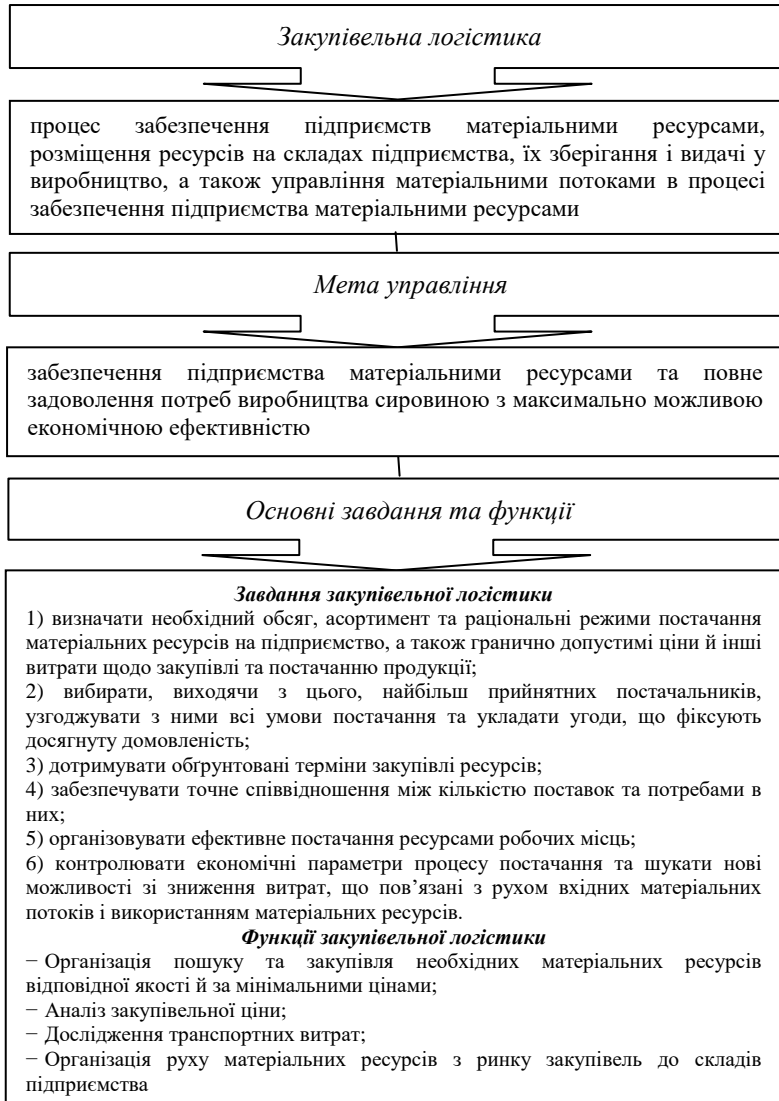 Закупівельна логістика
процес забезпечення підприємств матеріальними ресурсами,
розміщення ресурсів на складах підприємства, їх зберігання і видачі у
виробництво, а також управління матеріальними потоками в процесі
забезпечення підприємства матеріальними ресурсами
Мета управління
забезпечення підприємства матеріальними ресурсами та повне
задоволення потреб виробництва сировиною з максимально можливою
економічною ефективністю
Основні завдання та функції
Завдання закупівельної логістики
1) визначати необхідний обсяг, асортимент та раціональні режими постачання
матеріальних ресурсів на підприємство, а також гранично допустимі ціни й інші
витрати щодо закупівлі та постачанню продукції;
2) вибирати, виходячи з цього, найбільш прийнятних постачальників,
узгоджувати з ними всі умови постачання та укладати угоди, що фіксують
досягнуту домовленість;
3) дотримувати обґрунтовані терміни закупівлі ресурсів;
4) забезпечувати точне співвідношення між кількістю поставок та потребами в
них;
5) організовувати ефективне постачання ресурсами робочих місць;
6) контролювати економічні параметри процесу постачання та шукати нові
можливості зі зниження витрат, що пов’язані з рухом вхідних матеріальних
потоків і використанням матеріальних ресурсів.
Функції закупівельної логістики
− Організація пошуку та закупівля необхідних матеріальних ресурсів
відповідної якості й за мінімальними цінами;
− Аналіз закупівельної ціни;
− Дослідження транспортних витрат;
− Організація руху матеріальних ресурсів з ринку закупівель до складів
підприємства